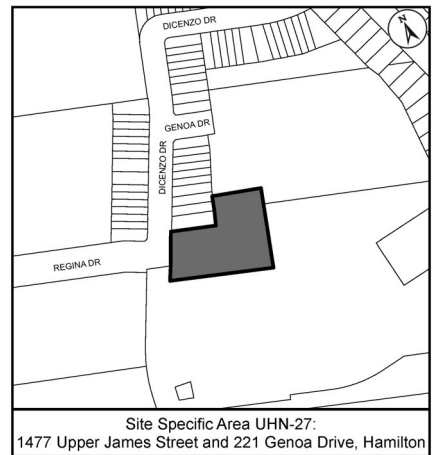 DICENZO DR
N
GENOA DR
DICENZO DR
REGINA DR
Site Specific Area UHN-27:
1477 Upper James Street and 221 Genoa Drive, Hamilton